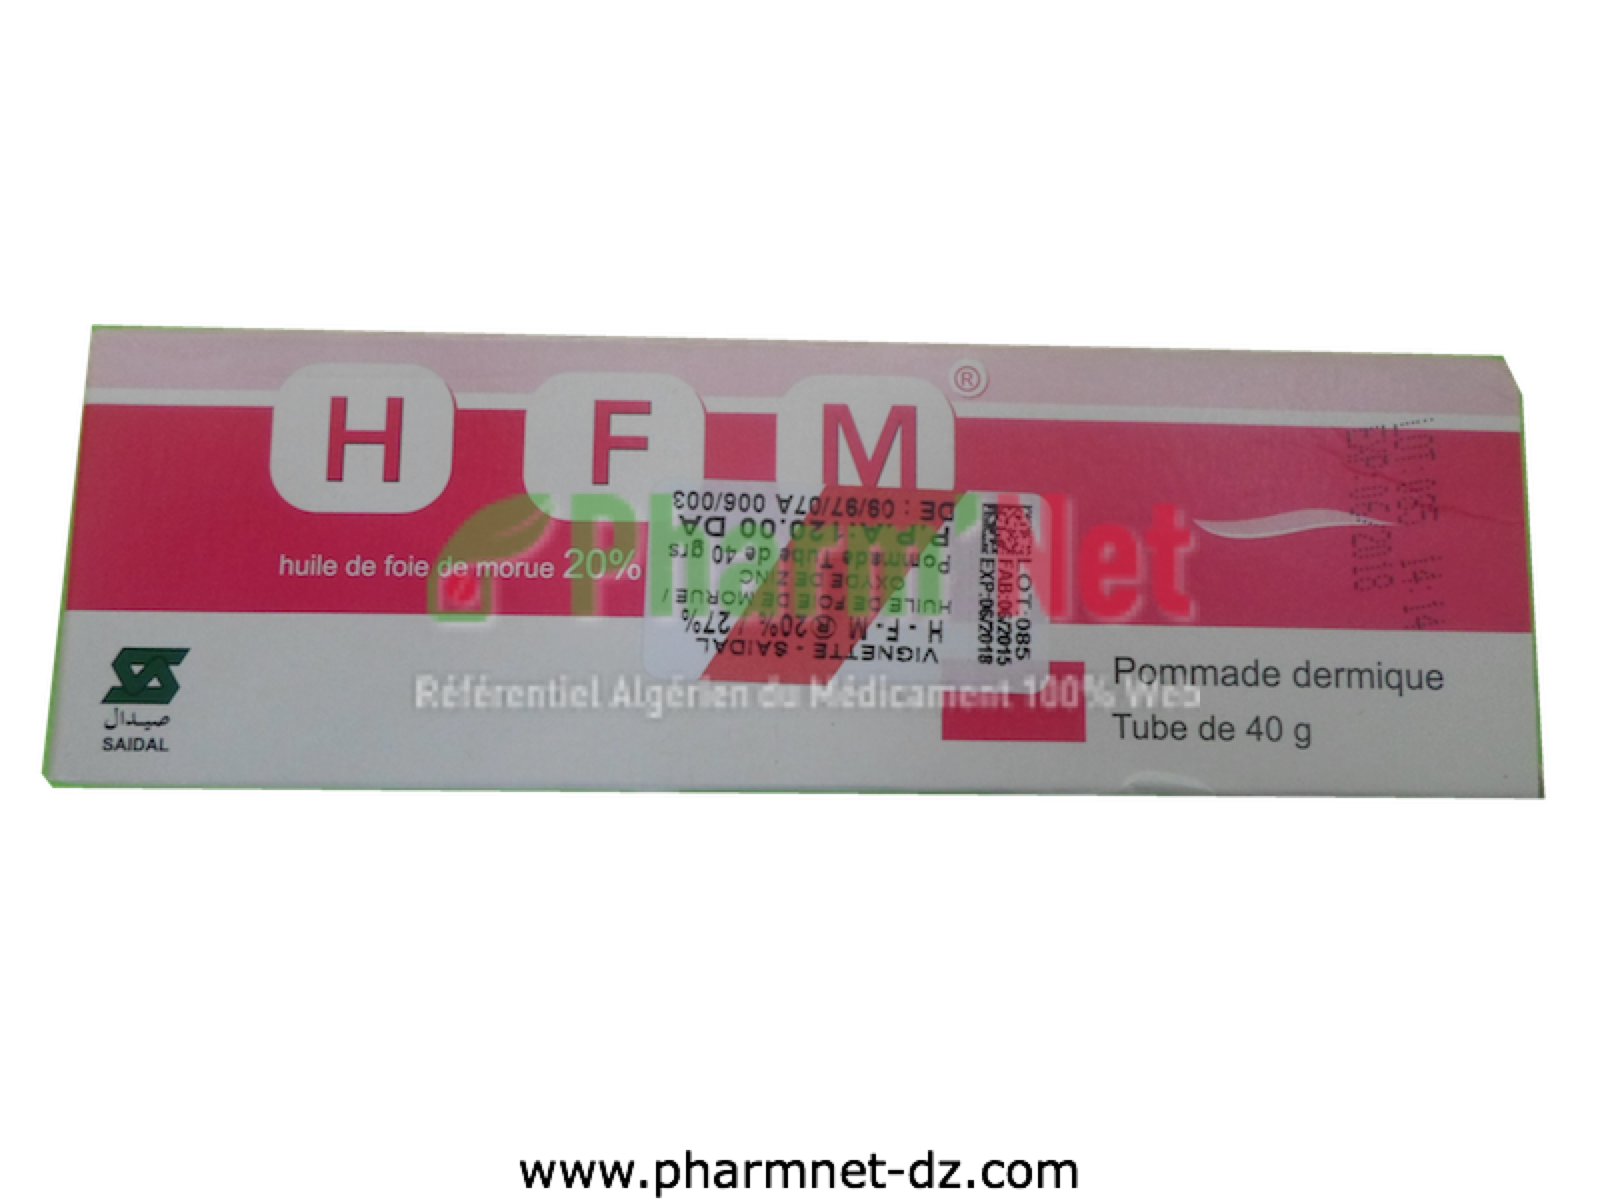 H F M ®
huile de foie de morue 20%
VIGNETTE - SAIDAL
H - F - M ® 20% / 27%
HUILE DE FOIE DE MORUE /
OXYDE DE ZINC
Pommade Tube de 40 grs
P.P.A:120.00 DA
DE : 09/97/07A 006/003
LOT:085
FAB:06/2015
EXP:06/2018
Pharm'Net
Référentiel Algérien du Médicament 100% Web
صيدال
SAIDAL
Pommade dermique
Tube de 40 g
www.pharmnet-dz.com